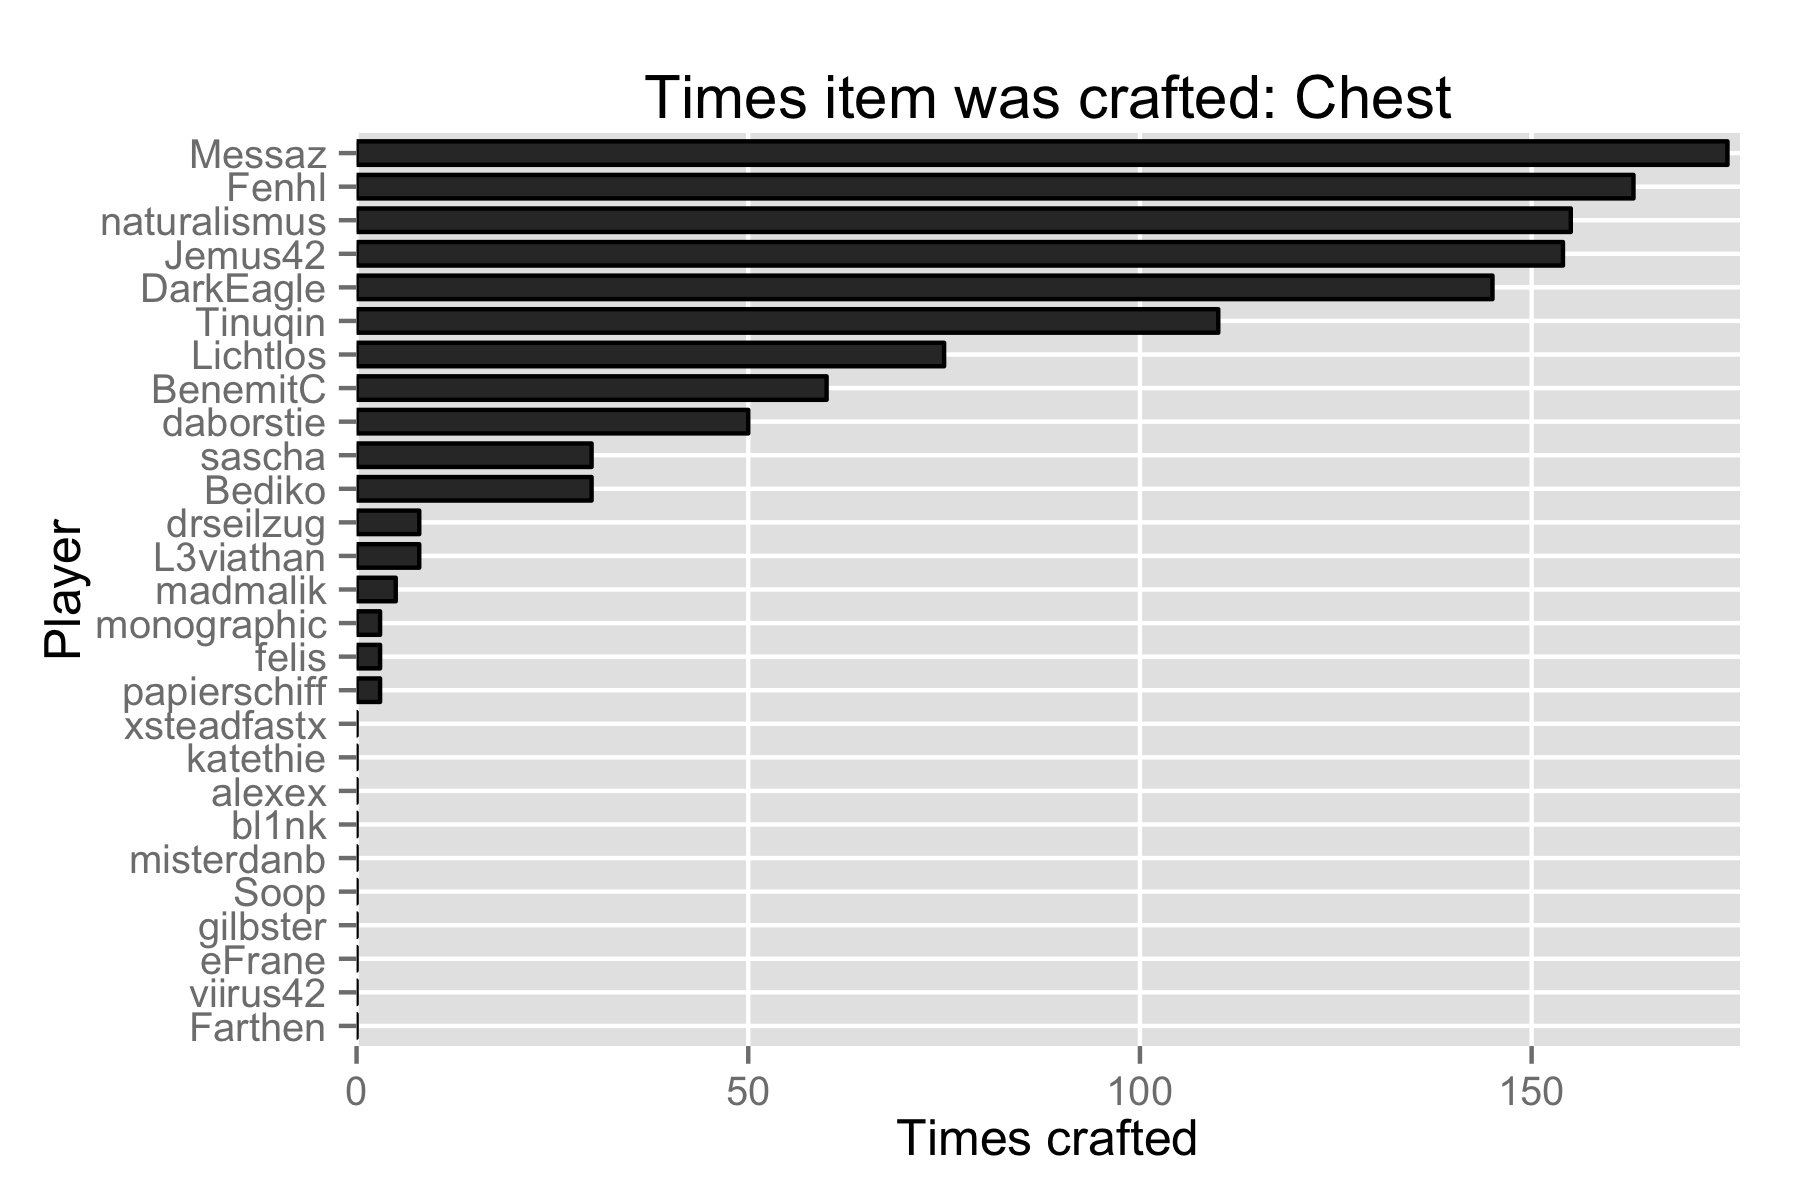 Times item was crafted: Chest
Messaz
Fenhl
naturalismus
Jemus42
DarkEagle
Tinuqin
Lichtlos
BenemitC
daborstie
sascha
Bediko
drseilzug
L3viathan
madmalik
monographic
felis
papierschiff
xsteadfastx
katethie
alexex
bl1nk
misterdanb
Soop
gilbster
eFrane
viirus42
Farthen
Player
0 50 100 150
Times crafted